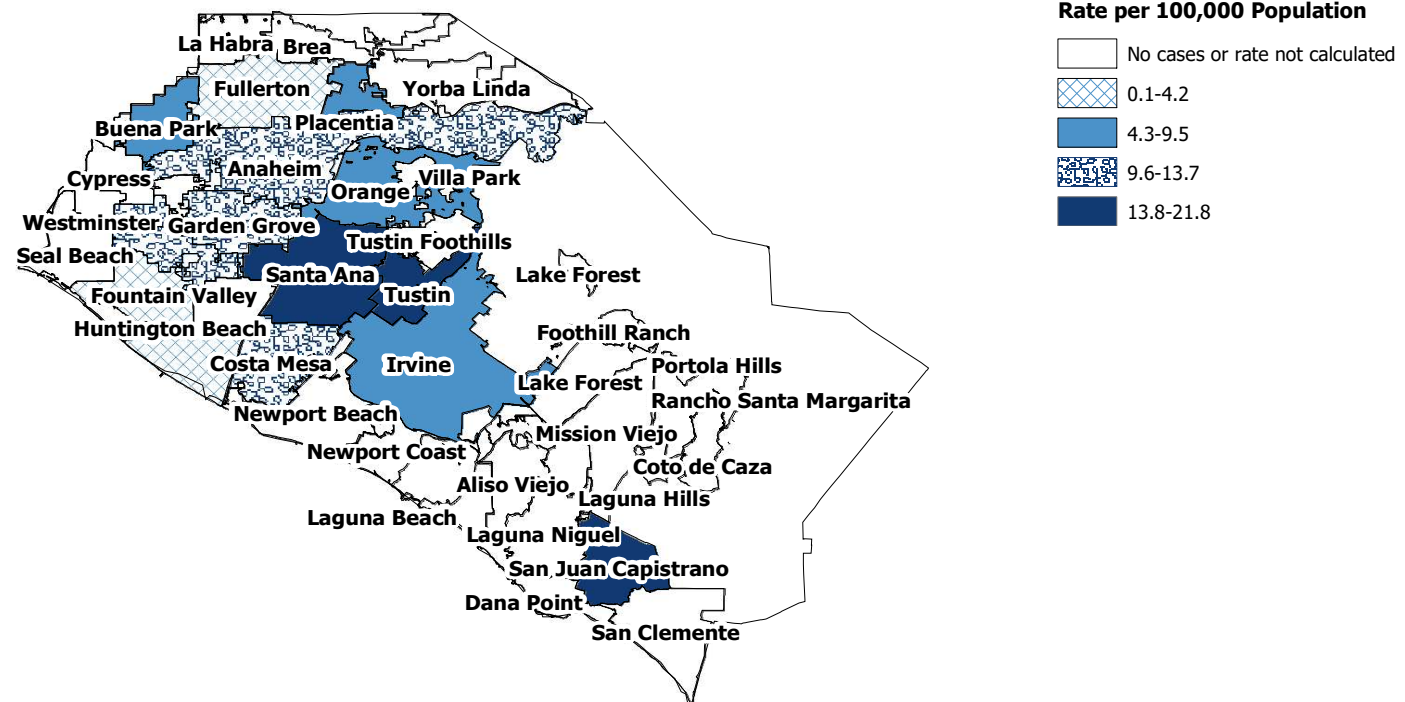 Rate per 100,000 Population
No cases or rate not calculated
0.1-4.2
4.3-9.5
9.6-13.7
13.8-21.8
La Habra
Brea
Fullerton
Yorba Linda
Buena Park
Placentia
Anaheim
Cypress
Orange
Villa Park
Westminster
Garden Grove
Tustin Foothills
Seal Beach
Santa Ana
Lake Forest
Fountain Valley
Tustin
Huntington Beach
Foothill Ranch
Costa Mesa
Irvine
Portola Hills
Lake Forest
Rancho Santa Margarita
Newport Beach
Mission Viejo
Newport Coast
Coto de Caza
Aliso Viejo
Laguna Hills
Laguna Beach
Laguna Niguel
San Juan Capistrano
Dana Point
San Clemente